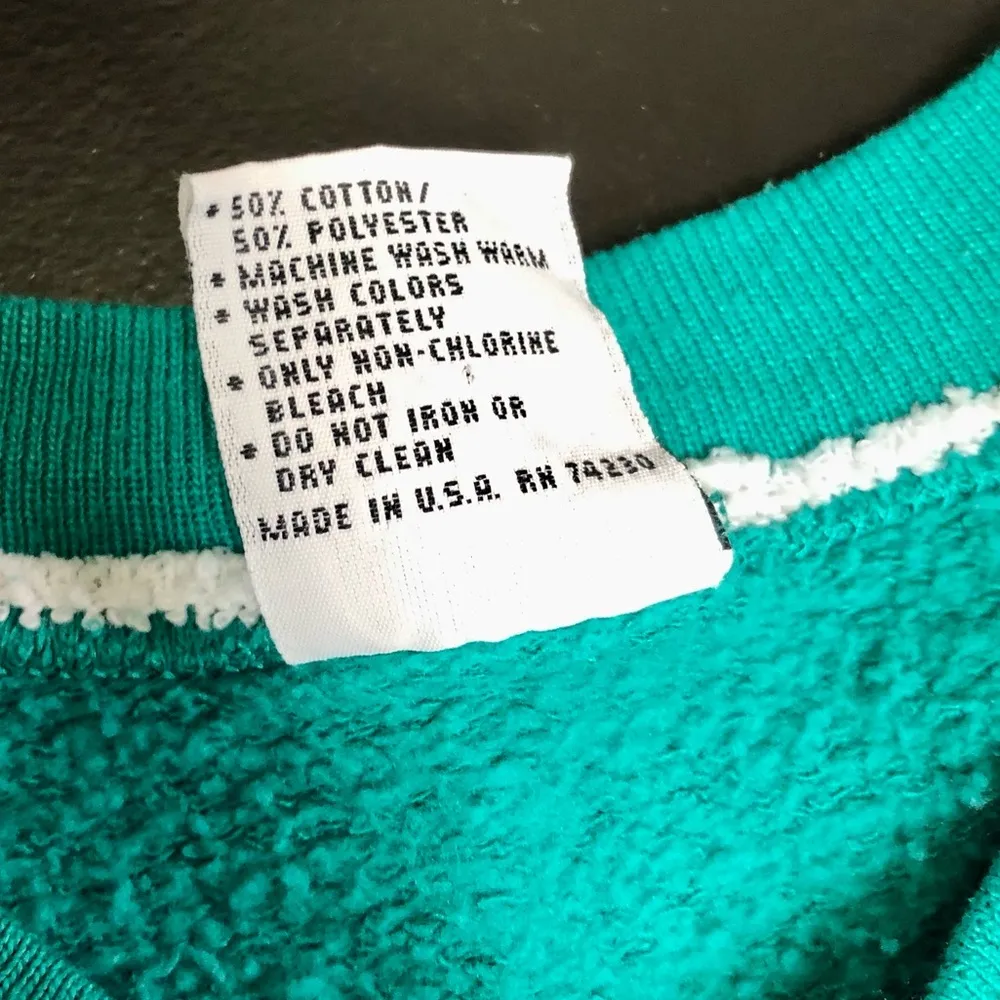 * 50% COTTON/
50% POLYESTER
* MACHINE WASH WARM
* WASH COLORS
SEPARATELY
* ONLY NON-CHLORINE
BLEACH
* DO NOT IRON OR
DRY CLEAN
MADE IN U.S.A. RN 74230